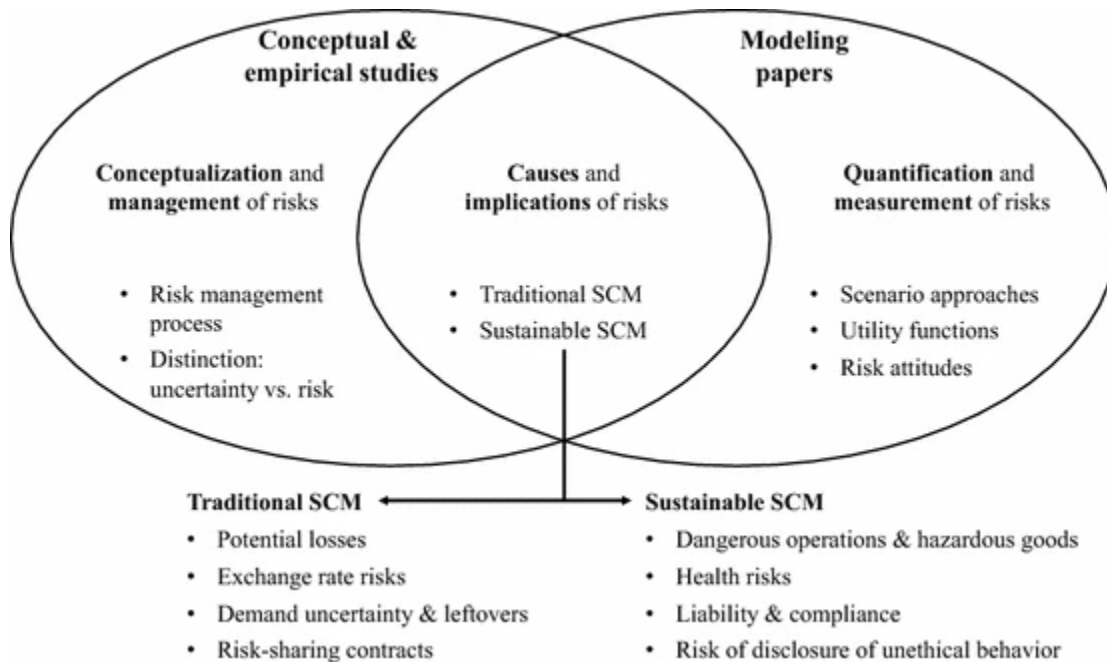 Conceptual &
empirical studies
Modeling
papers
Conceptualization and
management of risks
• Risk management
process
• Distinction:
uncertainty vs. risk
Causes and
implications of risks
• Traditional SCM
• Sustainable SCM
Quantification and
measurement of risks
• Scenario approaches
• Utility functions
• Risk attitudes
Traditional SCM
• Potential losses
• Exchange rate risks
• Demand uncertainty & leftovers
• Risk-sharing contracts
Sustainable SCM
• Dangerous operations & hazardous goods
• Health risks
• Liability & compliance
• Risk of disclosure of unethical behavior